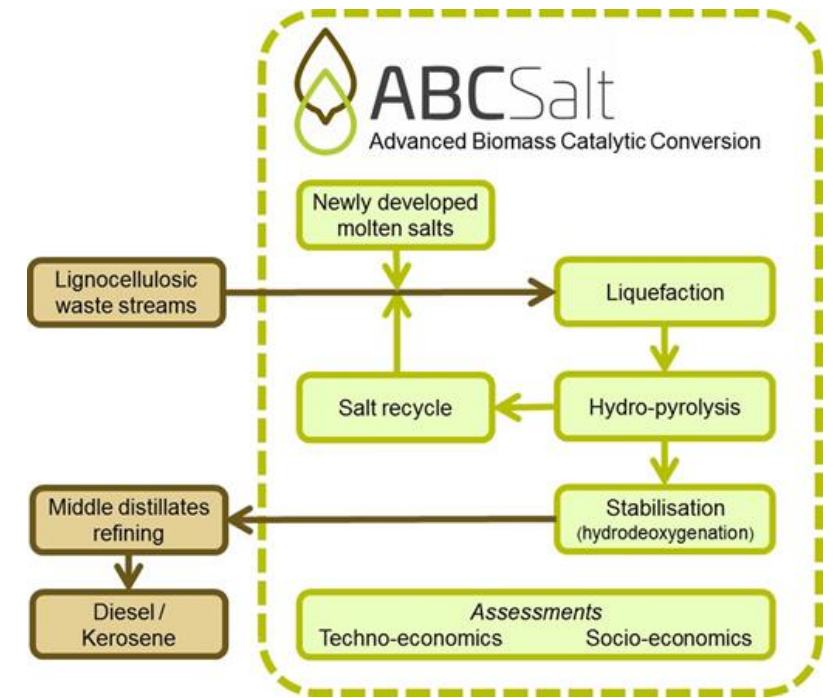 ABCSalt
Advanced Biomass Catalytic Conversion
Newly developed
molten salts
Lignocellulosic
waste streams
Liquefaction
Salt recycle
Hydro-pyrolysis
Middle distillates
refining
Stabilisation
(hydrodeoxygenation)
Diesel /
Kerosene
Assessments
Techno-economics Socio-economics